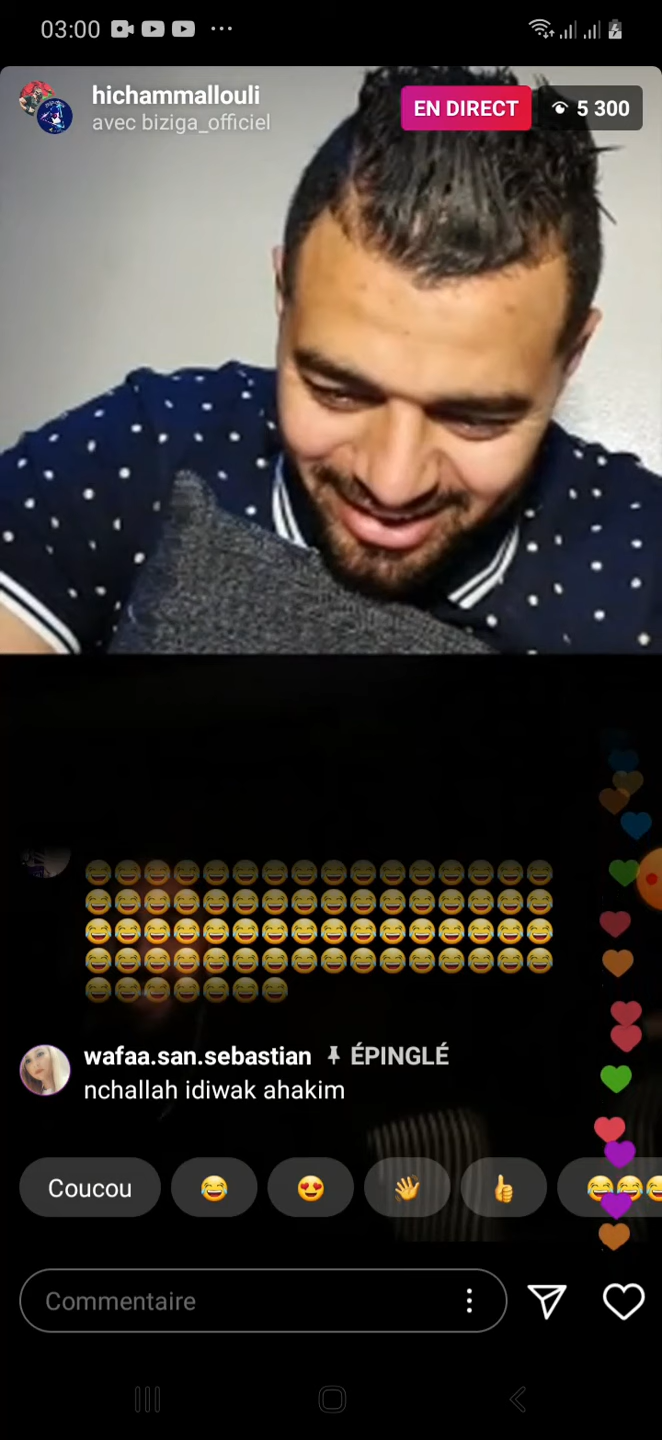 03:00
hichammallouli
avec biziga_officiel
EN DIRECT
5 300
wafaa.san.sebastian ÉPINGLÉ
nchallah idiwak ahakim
Coucou
Commentaire